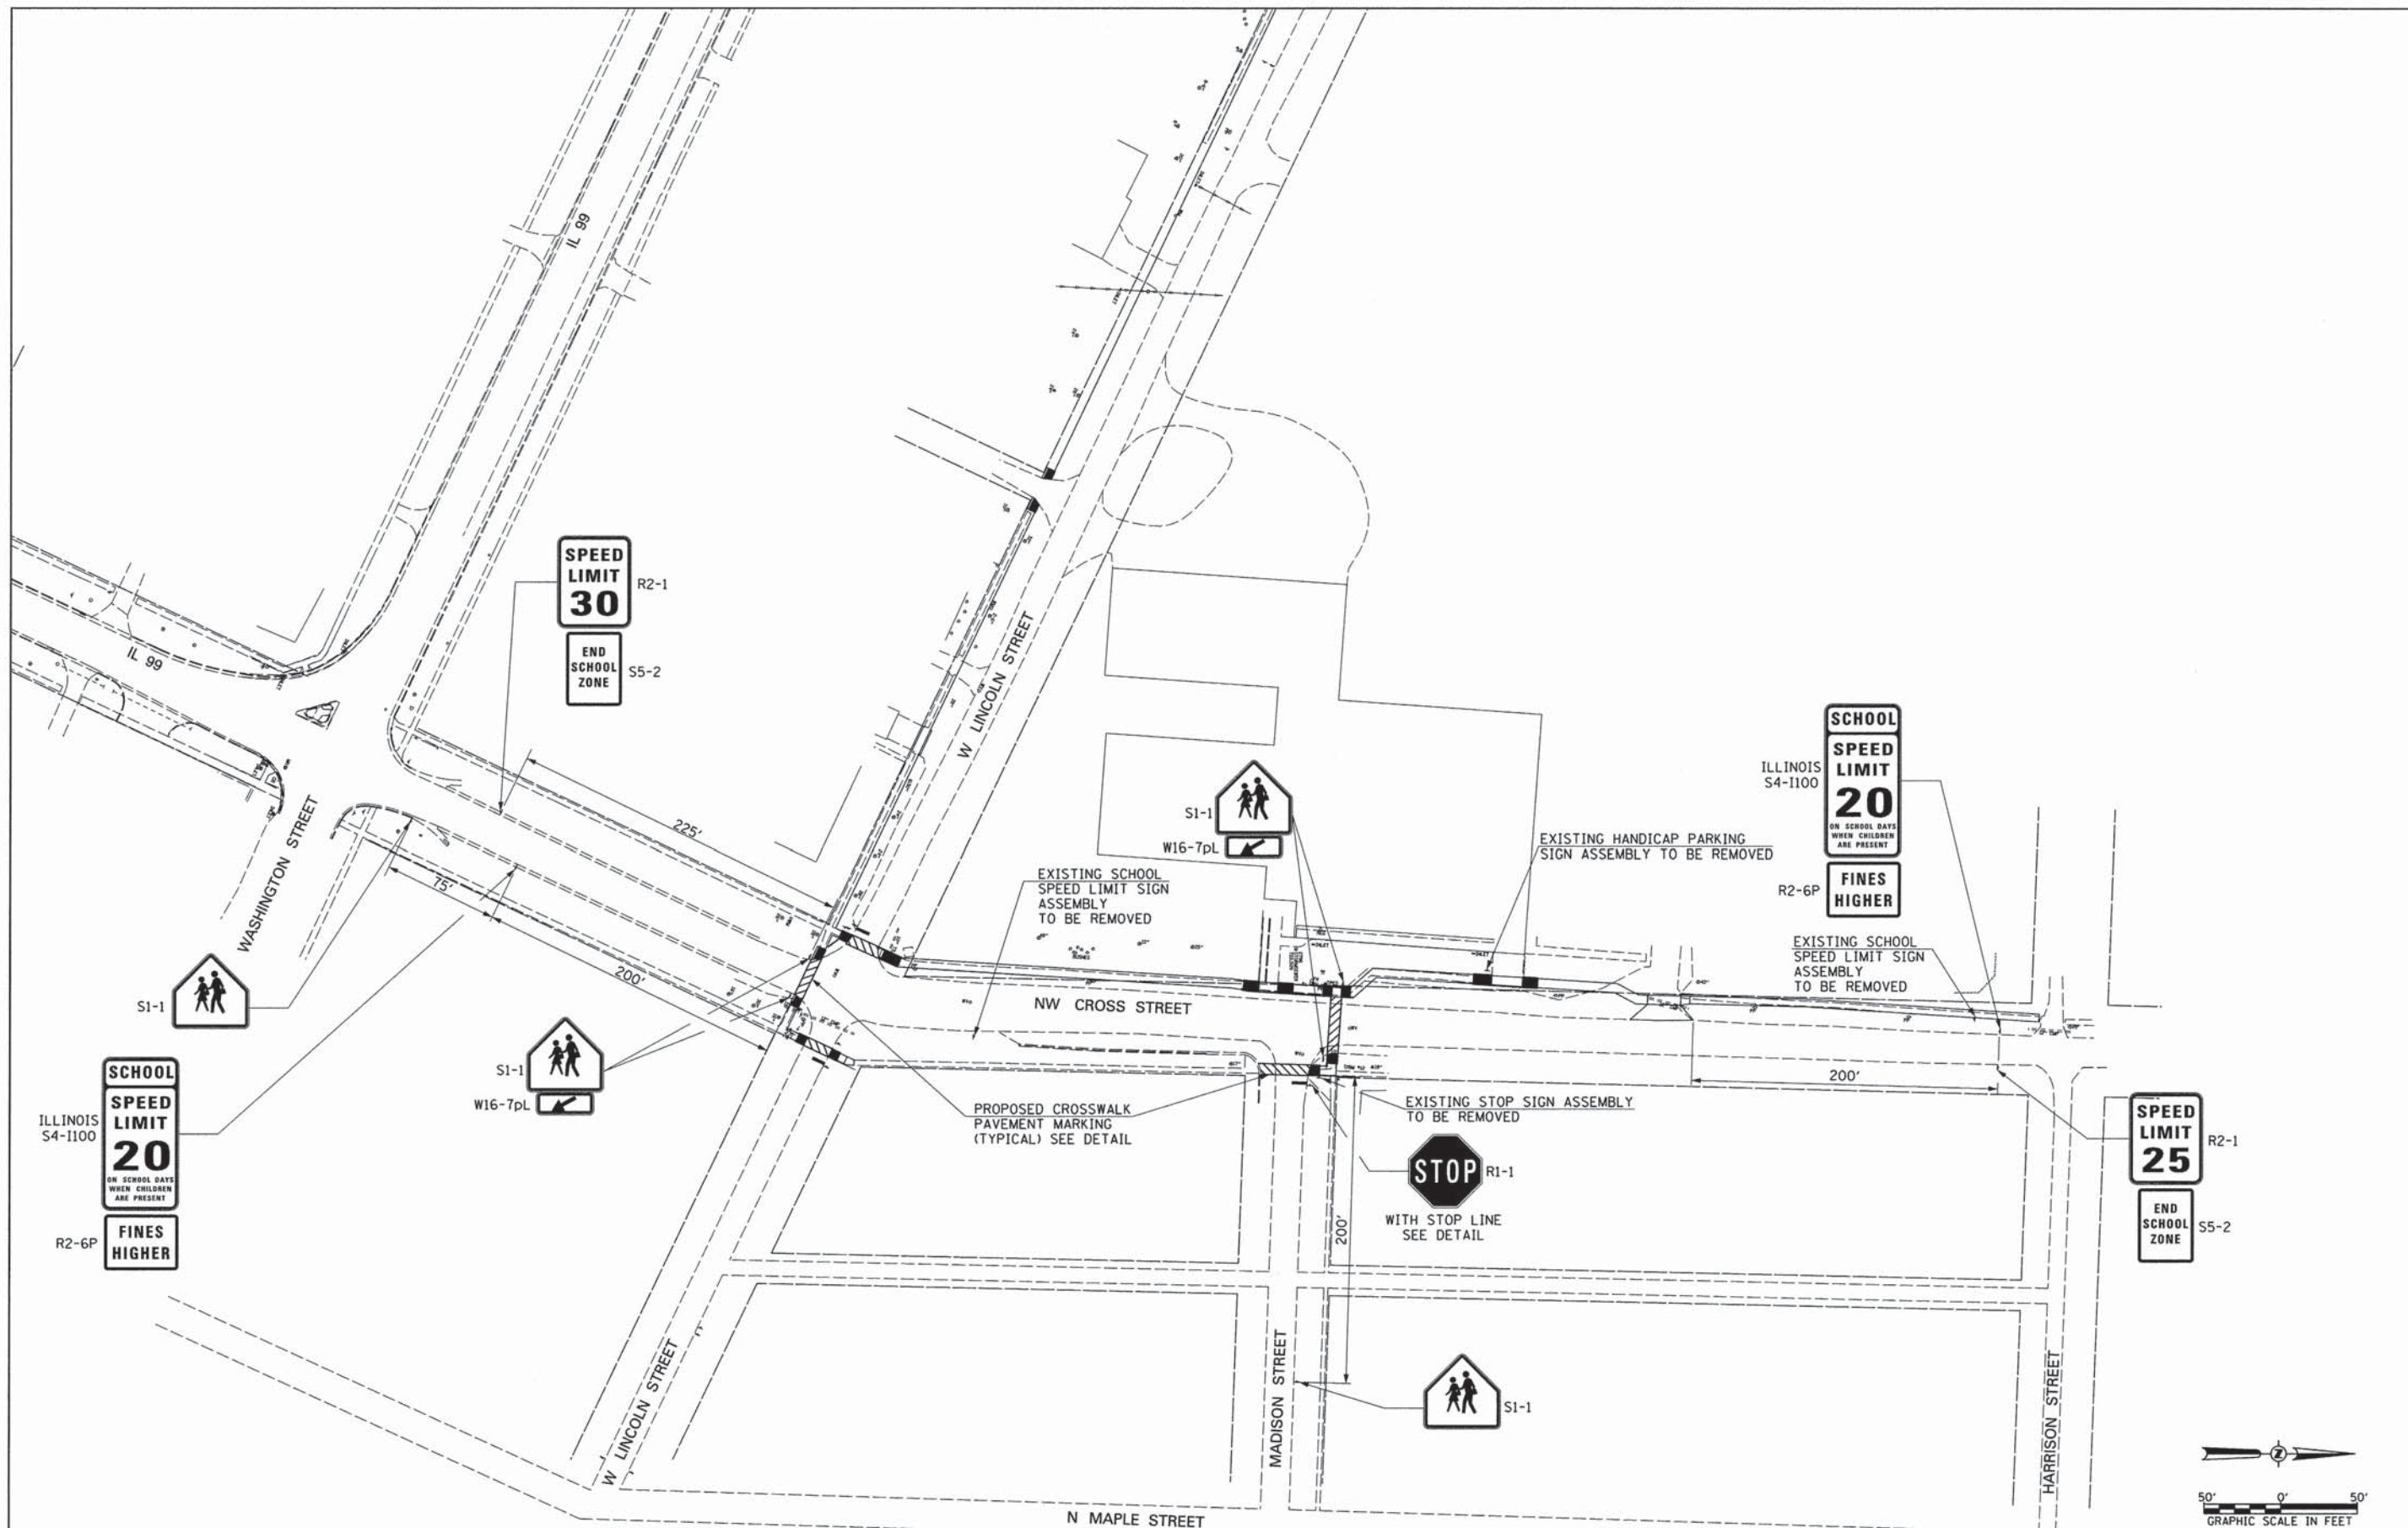 IL 99
IL 99
SPEED
LIMIT
30
R2-1
END
SCHOOL
ZONE
S5-2
W LINCOLN STREET
225'
75'
200'
WASHINGTON STREET
S1-1
SCHOOL
SPEED
LIMIT
20
ON SCHOOL DAYS
WHEN CHILDREN
ARE PRESENT
ILLINOIS
S4-I100
FINES
HIGHER
R2-6P
S1-1
W16-7pL
EXISTING SCHOOL
SPEED LIMIT SIGN
ASSEMBLY
TO BE REMOVED
BUSHES
NW CROSS STREET
S1-1
W16-7pL
EXISTING HANDICAP PARKING
SIGN ASSEMBLY TO BE REMOVED
ILLINOIS
S4-I100
SCHOOL
SPEED
LIMIT
20
ON SCHOOL DAYS
WHEN CHILDREN
ARE PRESENT
R2-6P
FINES
HIGHER
EXISTING SCHOOL
SPEED LIMIT SIGN
ASSEMBLY
TO BE REMOVED
200'
PROPOSED CROSSWALK
PAVEMENT MARKING
(TYPICAL) SEE DETAIL
EXISTING STOP SIGN ASSEMBLY
TO BE REMOVED
STOP
R1-1
WITH STOP LINE
SEE DETAIL
200'
SPEED
LIMIT
25
R2-1
END
SCHOOL
ZONE
S5-2
W LINCOLN STREET
MADISON STREET
S1-1
HARRISON STREET
N MAPLE STREET
Z
50' 0' 50'
GRAPHIC SCALE IN FEET